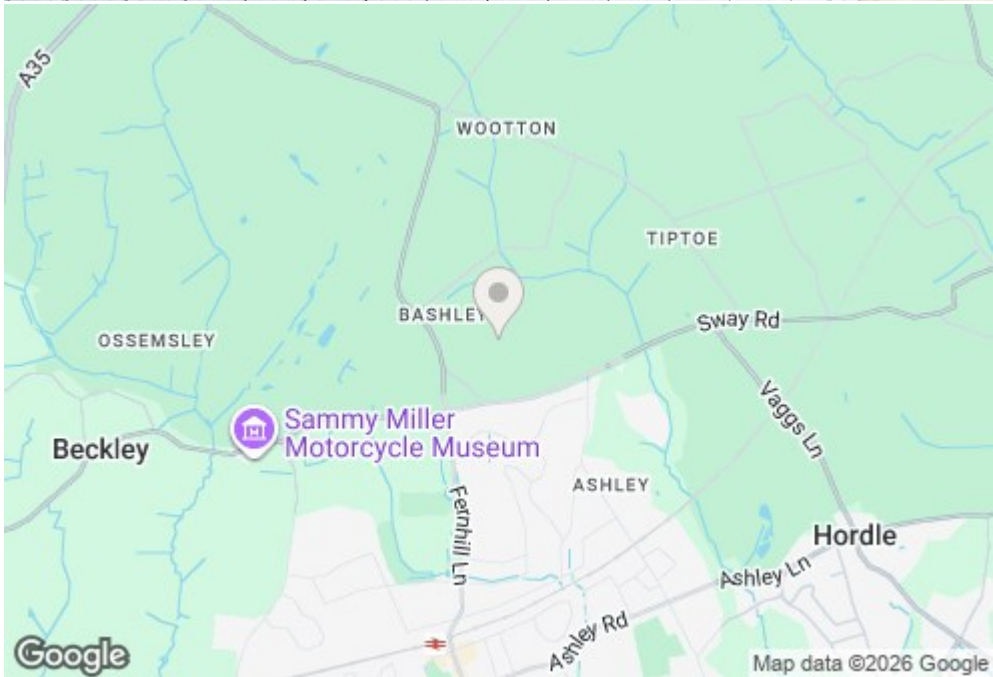 A35
WOOTTON
TIPTOE
BASHLEY
Sway Rd
OSSEMSLEY
Vaggs Ln
Sammy Miller
Motorcycle Museum
Beckley
ASHLEY
Fernhill Ln
Hordle
Ashley Ln
Ashley Rd
Google
Map data ©2026 Google